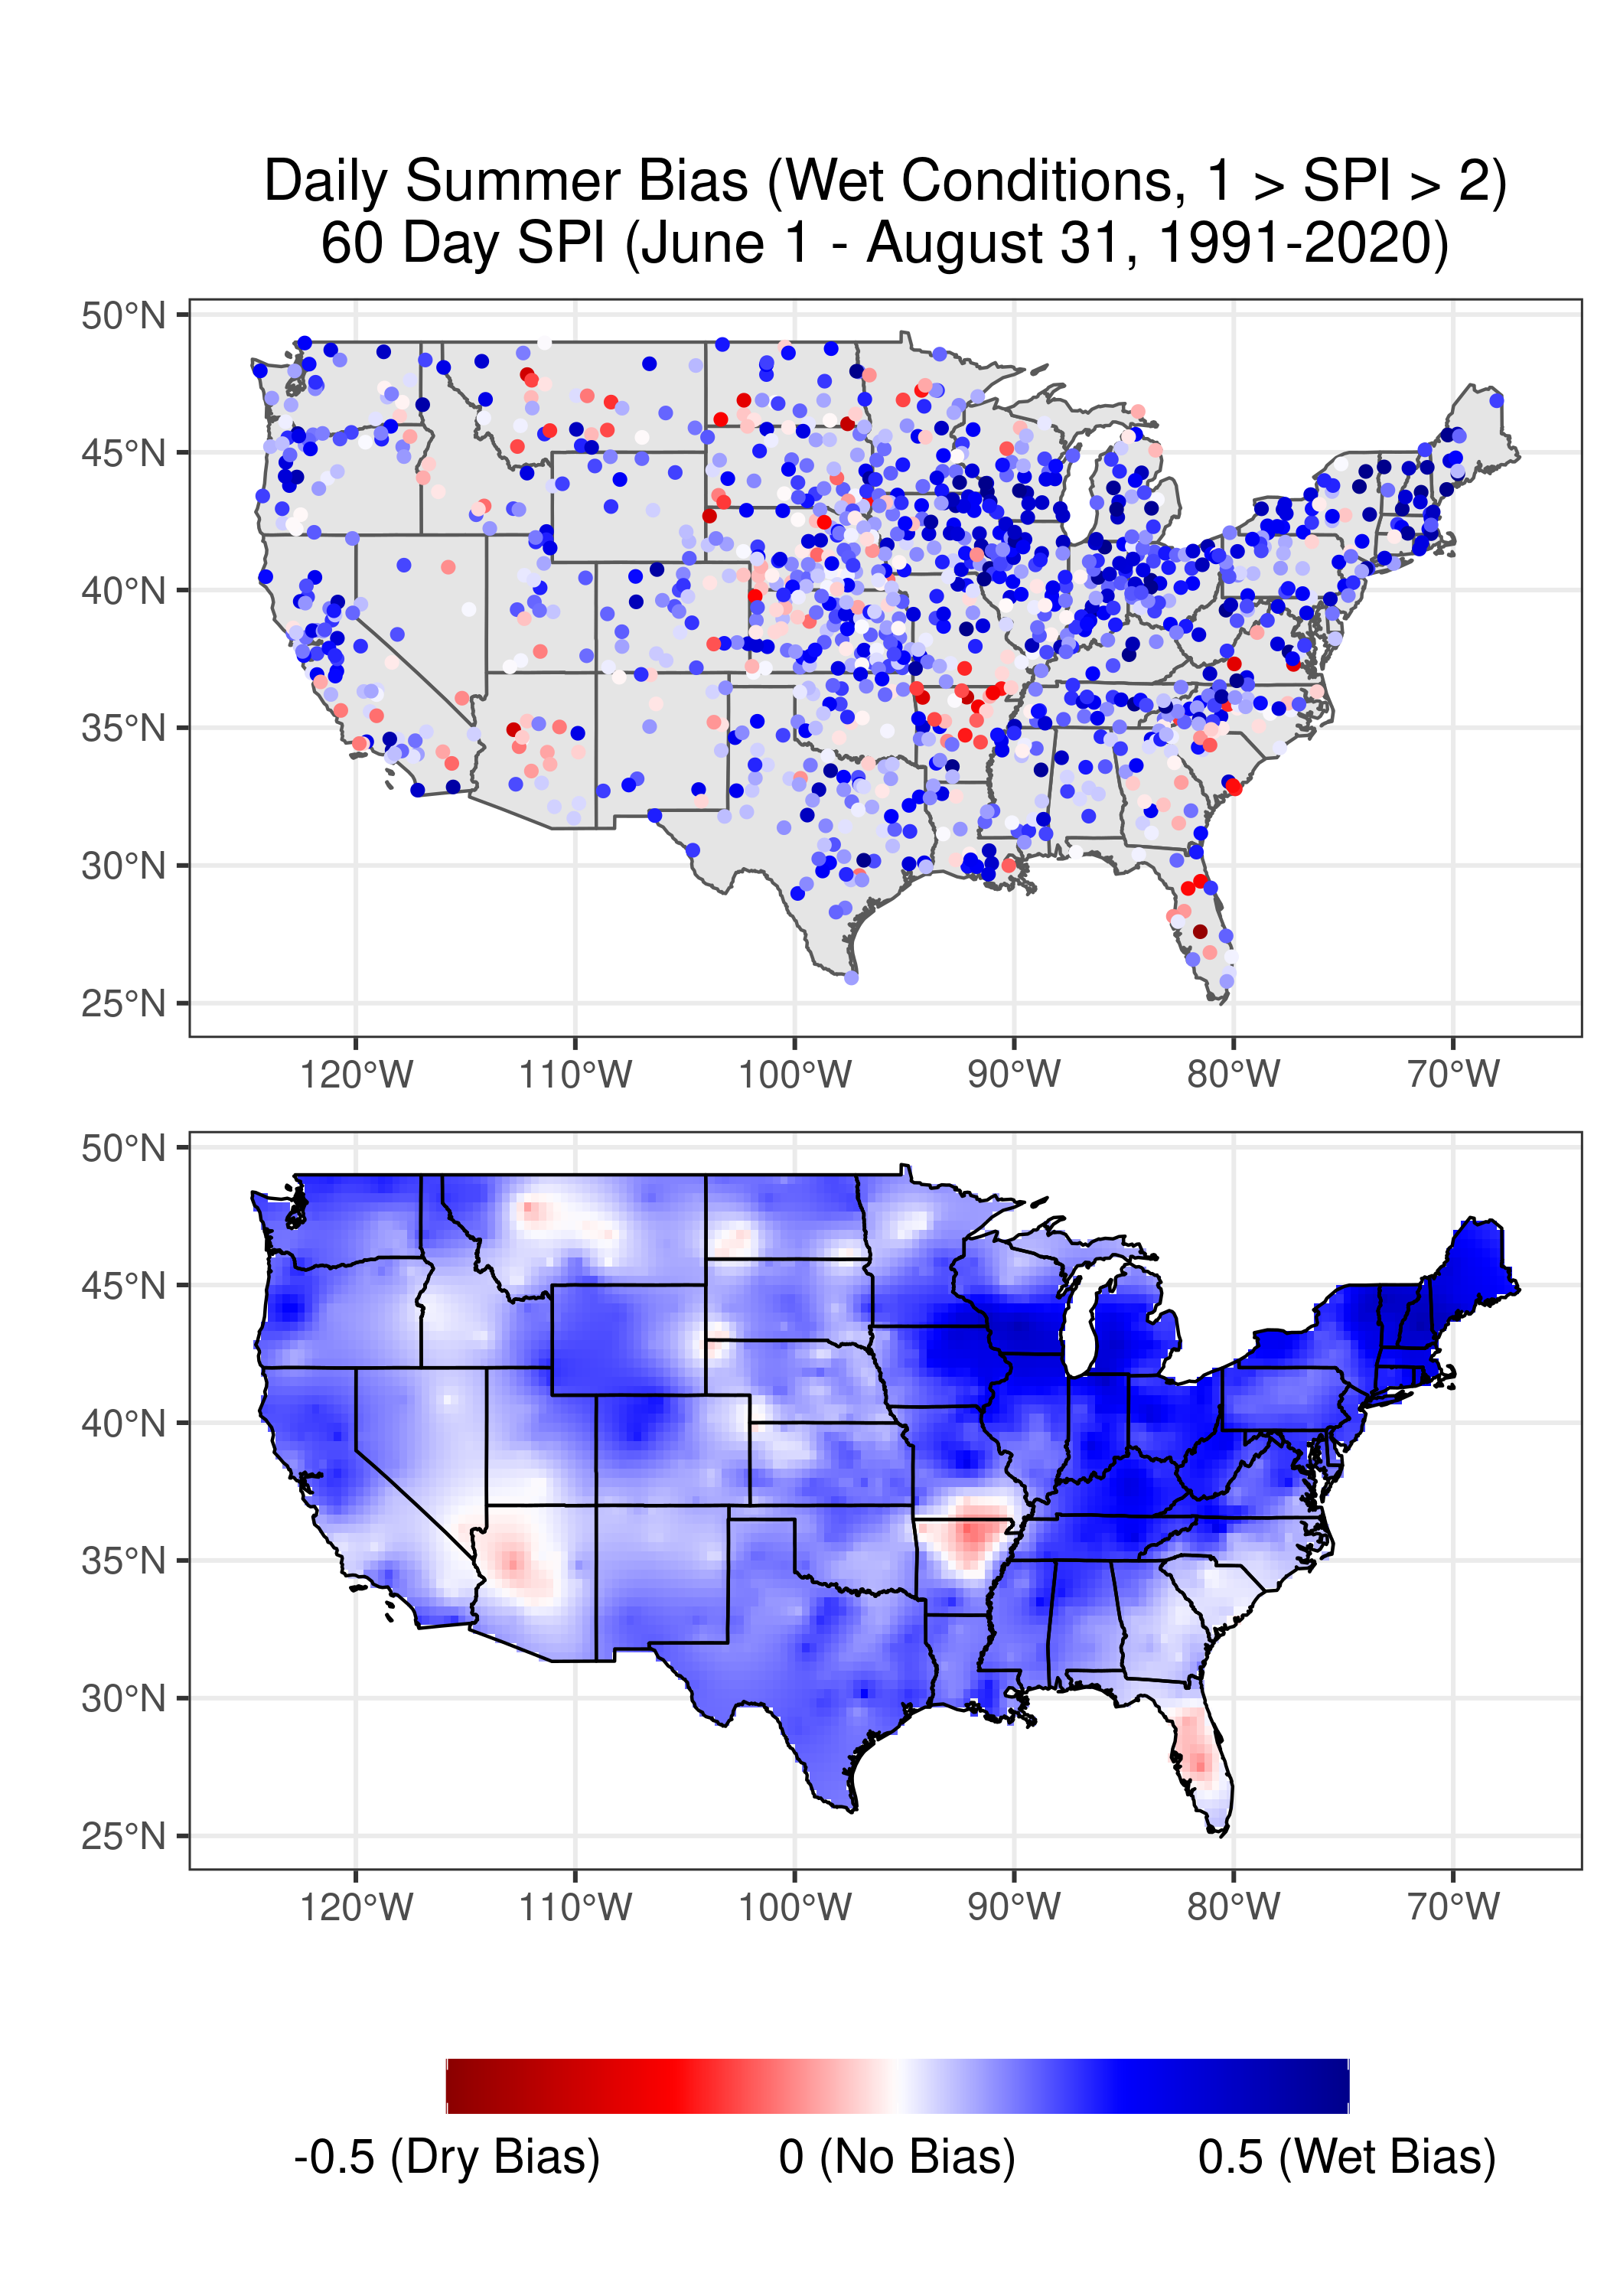 Daily Summer Bias (Wet Conditions, 1 > SPI > 2)
60 Day SPI (June 1 - August 31, 1991-2020)
50°N
45°N
40°N
35°N
30°N
25°N
120°W 110°W 100°W 90°W 80°W 70°W
50°N
45°N
40°N
35°N
30°N
25°N
120°W 110°W 100°W 90°W 80°W 70°W
-0.5 (Dry Bias) 0 (No Bias) 0.5 (Wet Bias)